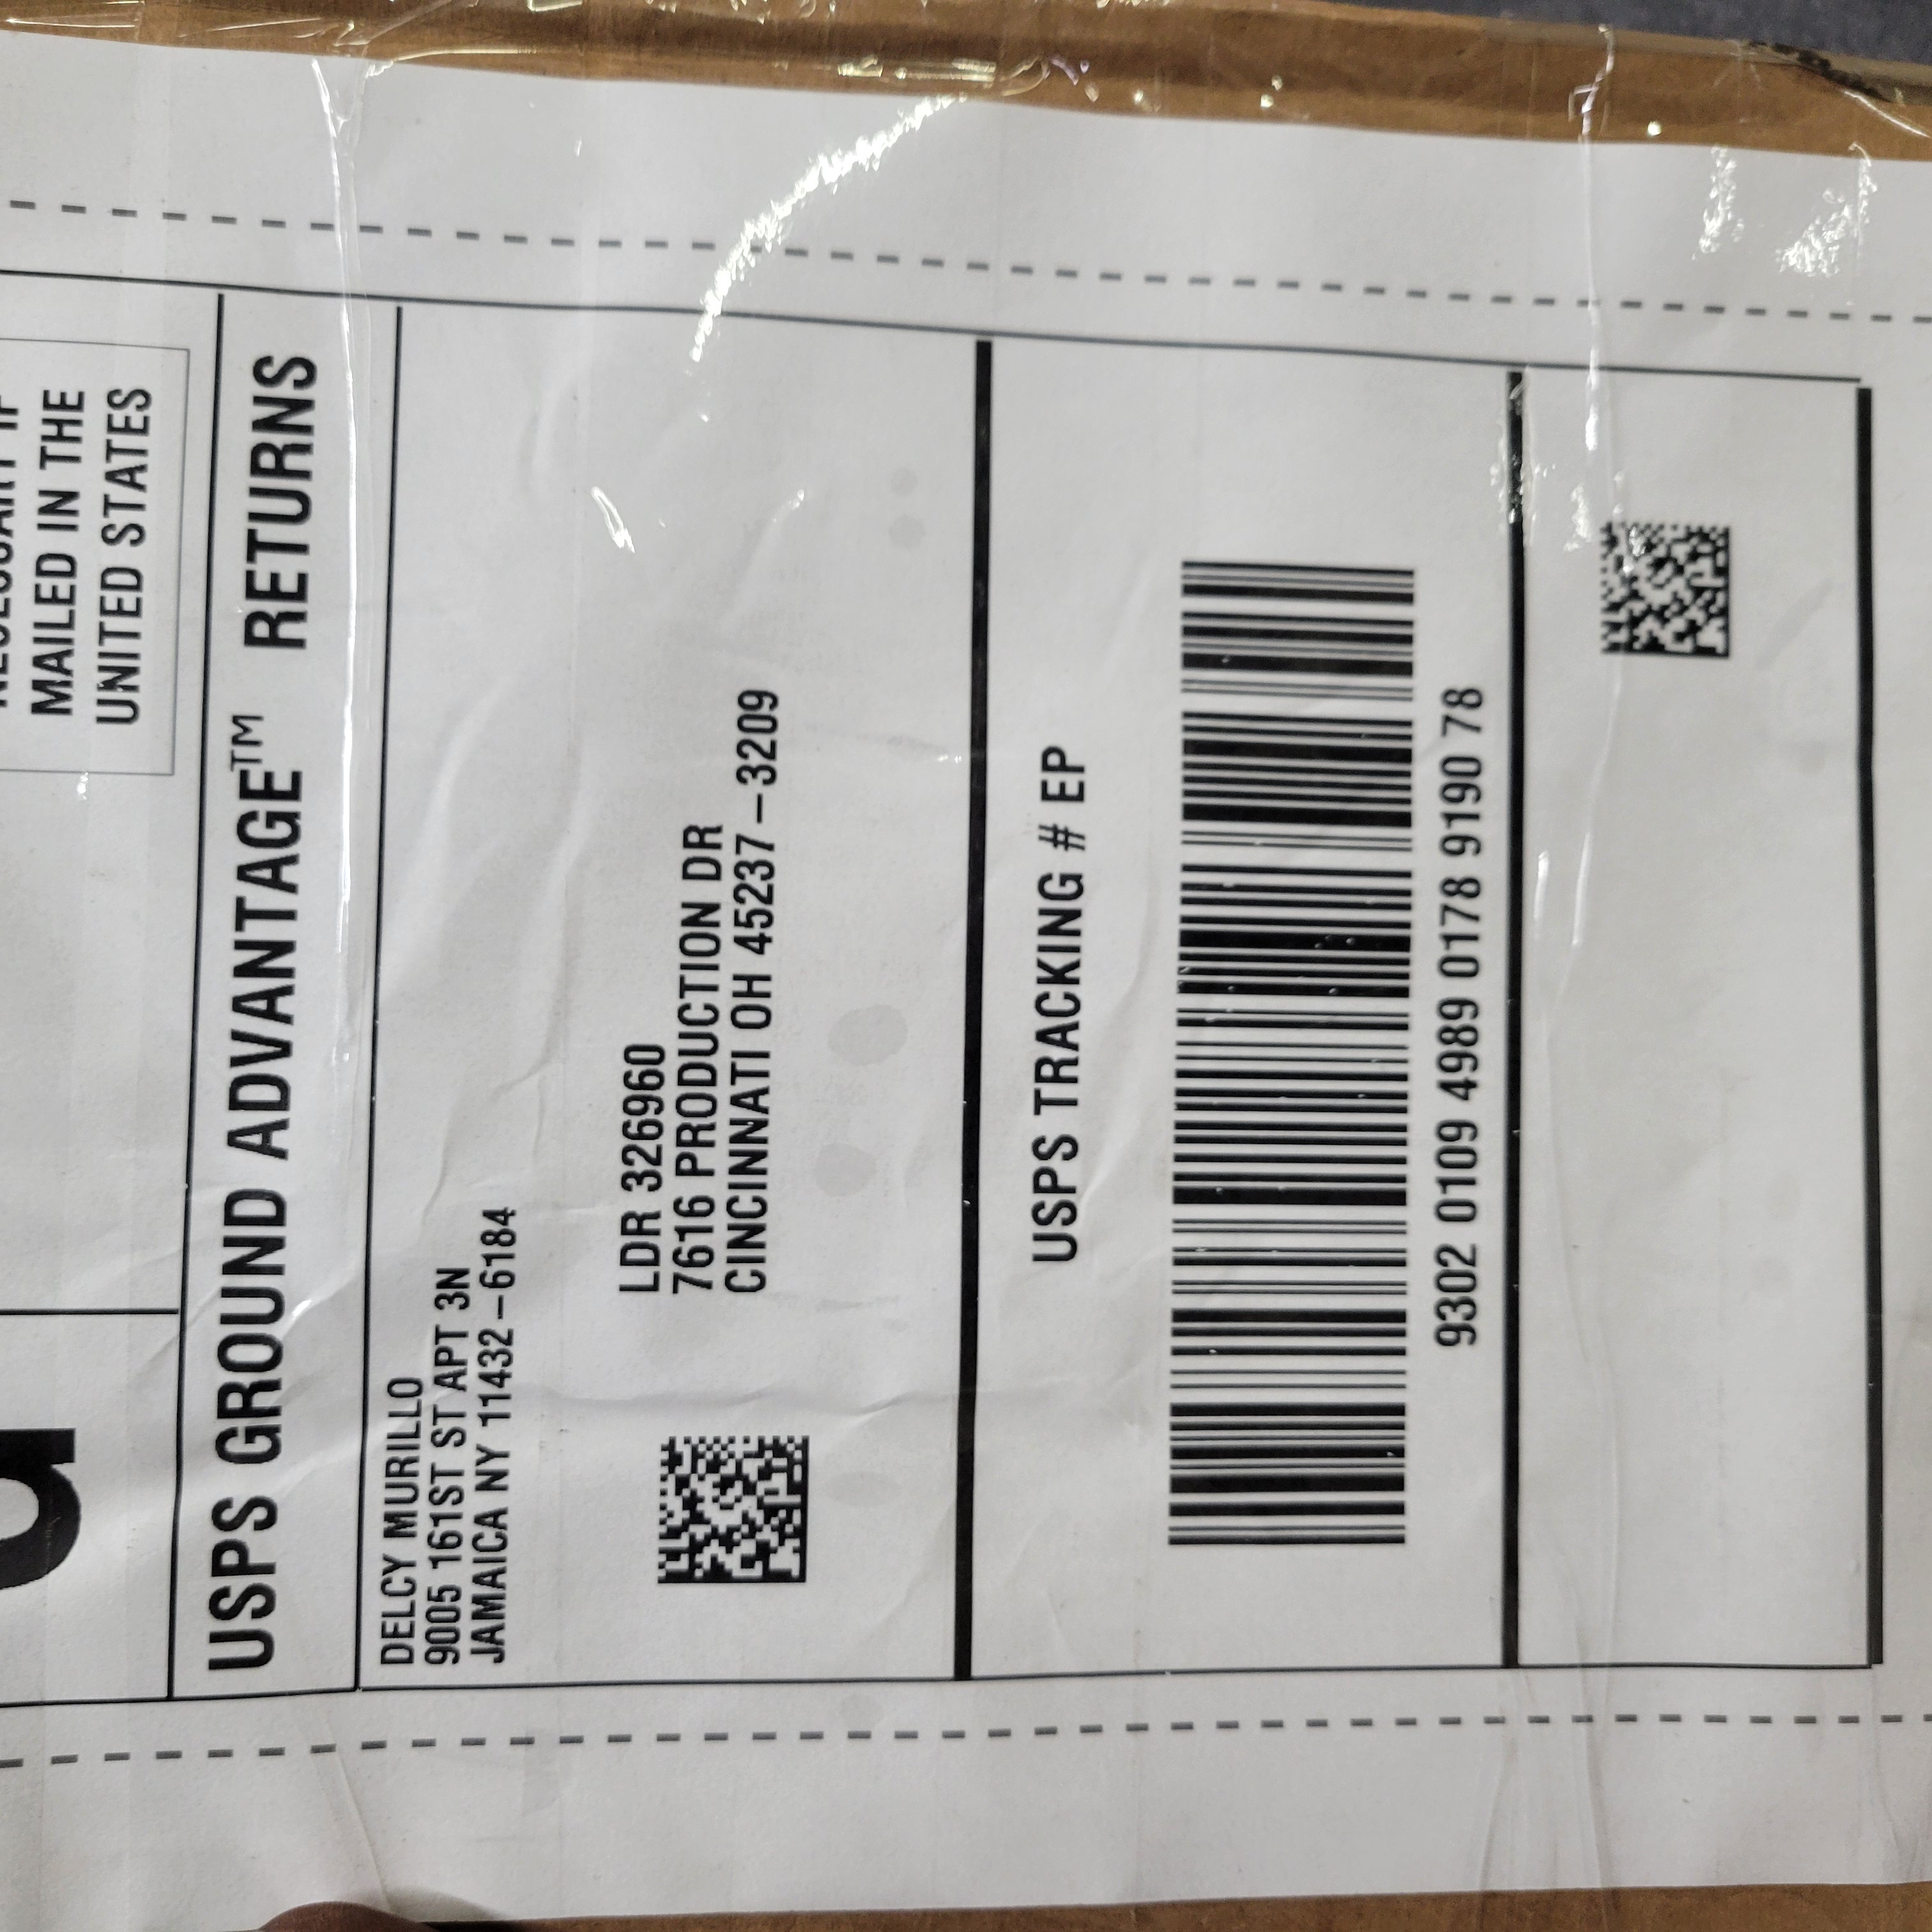 MAILED IN THE
UNITED STATES
USPS GROUND ADVANTAGE™ RETURNS
DELCY MURILLO
9005 161ST ST APT 3N
JAMAICA NY 11432-6184
LDR 326960
7616 PRODUCTION DR
CINCINNATI OH 45237-3209
USPS TRACKING # EP
9302 0109 4989 0178 9190 78